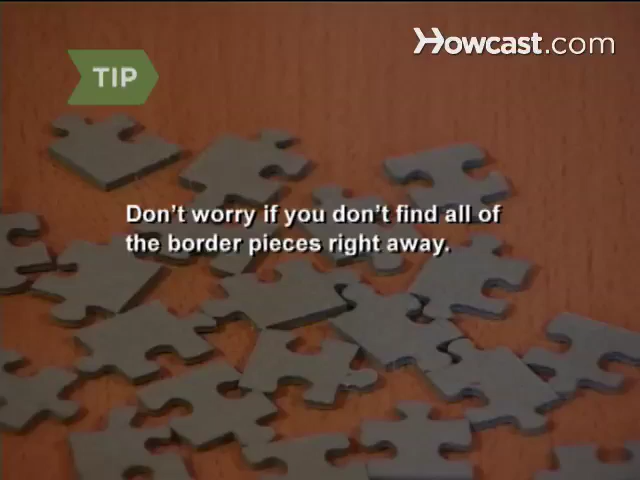 Howcast.com
TIP
Don't worry if you don't find all of
the border pieces right away.